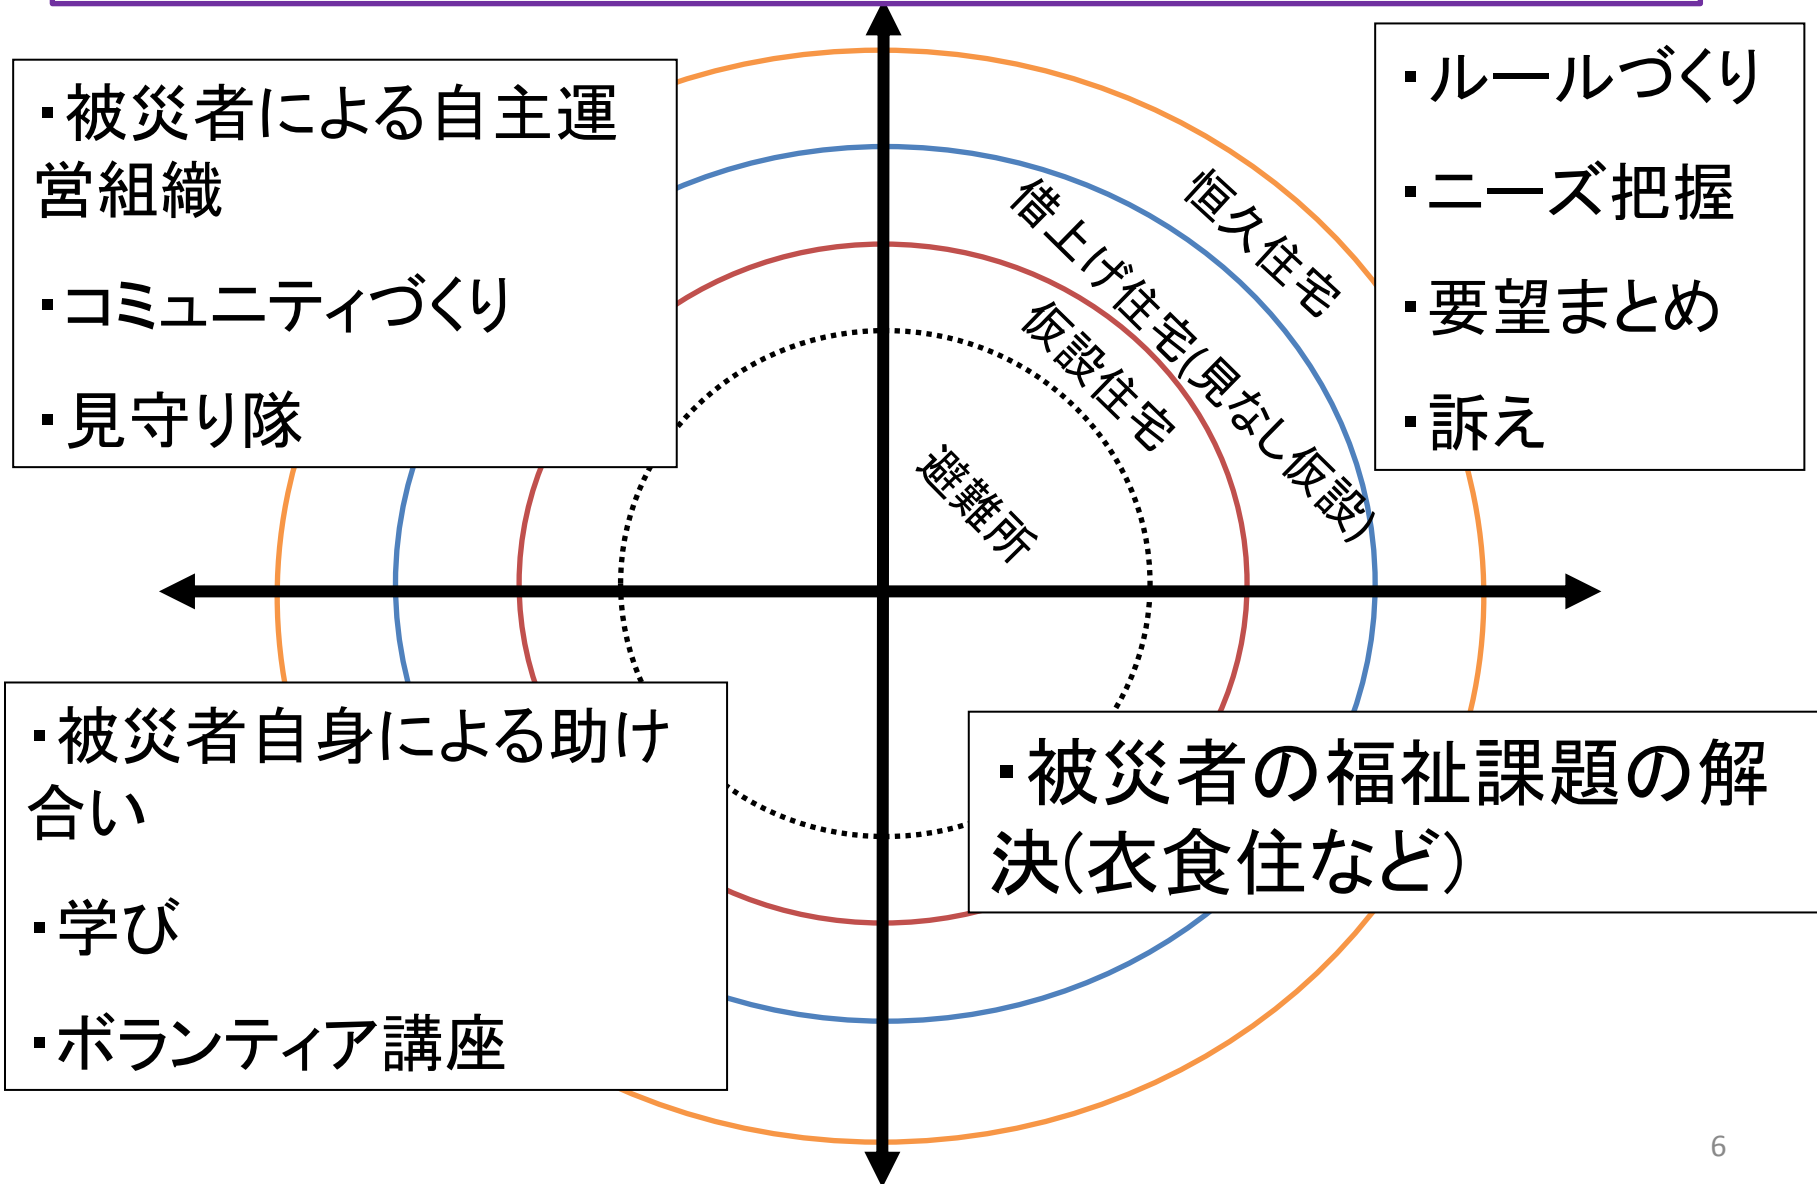 ・被災者による自主運
営組織
・コミュニティづくり
・見守り隊
・ルールづくり
・ニーズ把握
・要望まとめ
・訴え
恒久住宅
借上げ住宅(見なし仮設)
仮設住宅
避難所
・被災者自身による助け
合い
・学び
・ボランティア講座
・被災者の福祉課題の解
決(衣食住など)
6